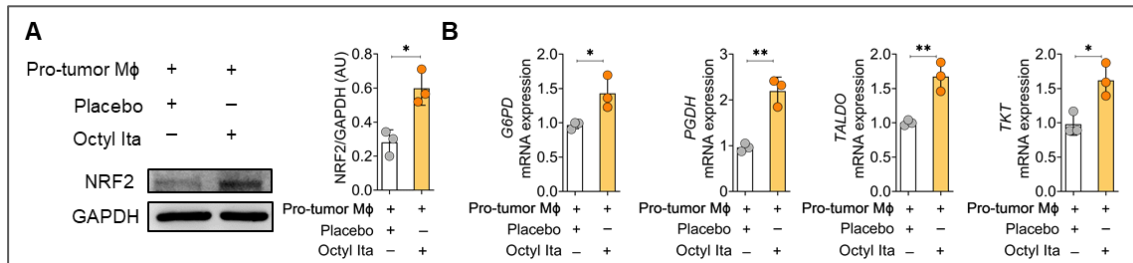 A
Pro-tumor Mϕ + +
Placebo + –
Octyl Ita – +
NRF2
GAPDH
NRF2/GAPDH (AU)
0.8
0.6
0.4
0.2
0.0
*
Pro-tumor Mϕ + +
Placebo + –
Octyl Ita – +
B
G6PD
mRNA expression
2.0
1.5
1.0
0.5
0.0
*
Pro-tumor Mϕ + +
Placebo + –
Octyl Ita – +
PGDH
mRNA expression
3
2
1
0
**
Pro-tumor Mϕ + +
Placebo + –
Octyl Ita – +
TALDO
mRNA expression
2.0
1.5
1.0
0.5
0.0
**
Pro-tumor Mϕ + +
Placebo + –
Octyl Ita – +
TKT
mRNA expression
2.0
1.5
1.0
0.5
0.0
*
Pro-tumor Mϕ + +
Placebo + –
Octyl Ita – +